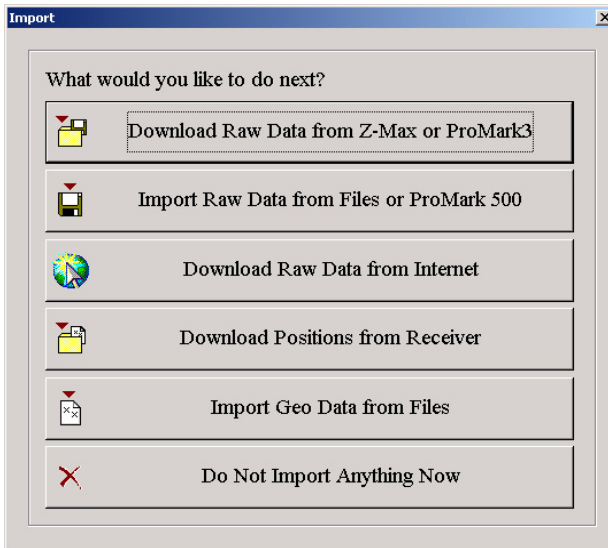 Import
What would you like to do next?
Download Raw Data from Z-Max or ProMark3
Import Raw Data from Files or ProMark 500
Download Raw Data from Internet
Download Positions from Receiver
Import Geo Data from Files
Do Not Import Anything Now